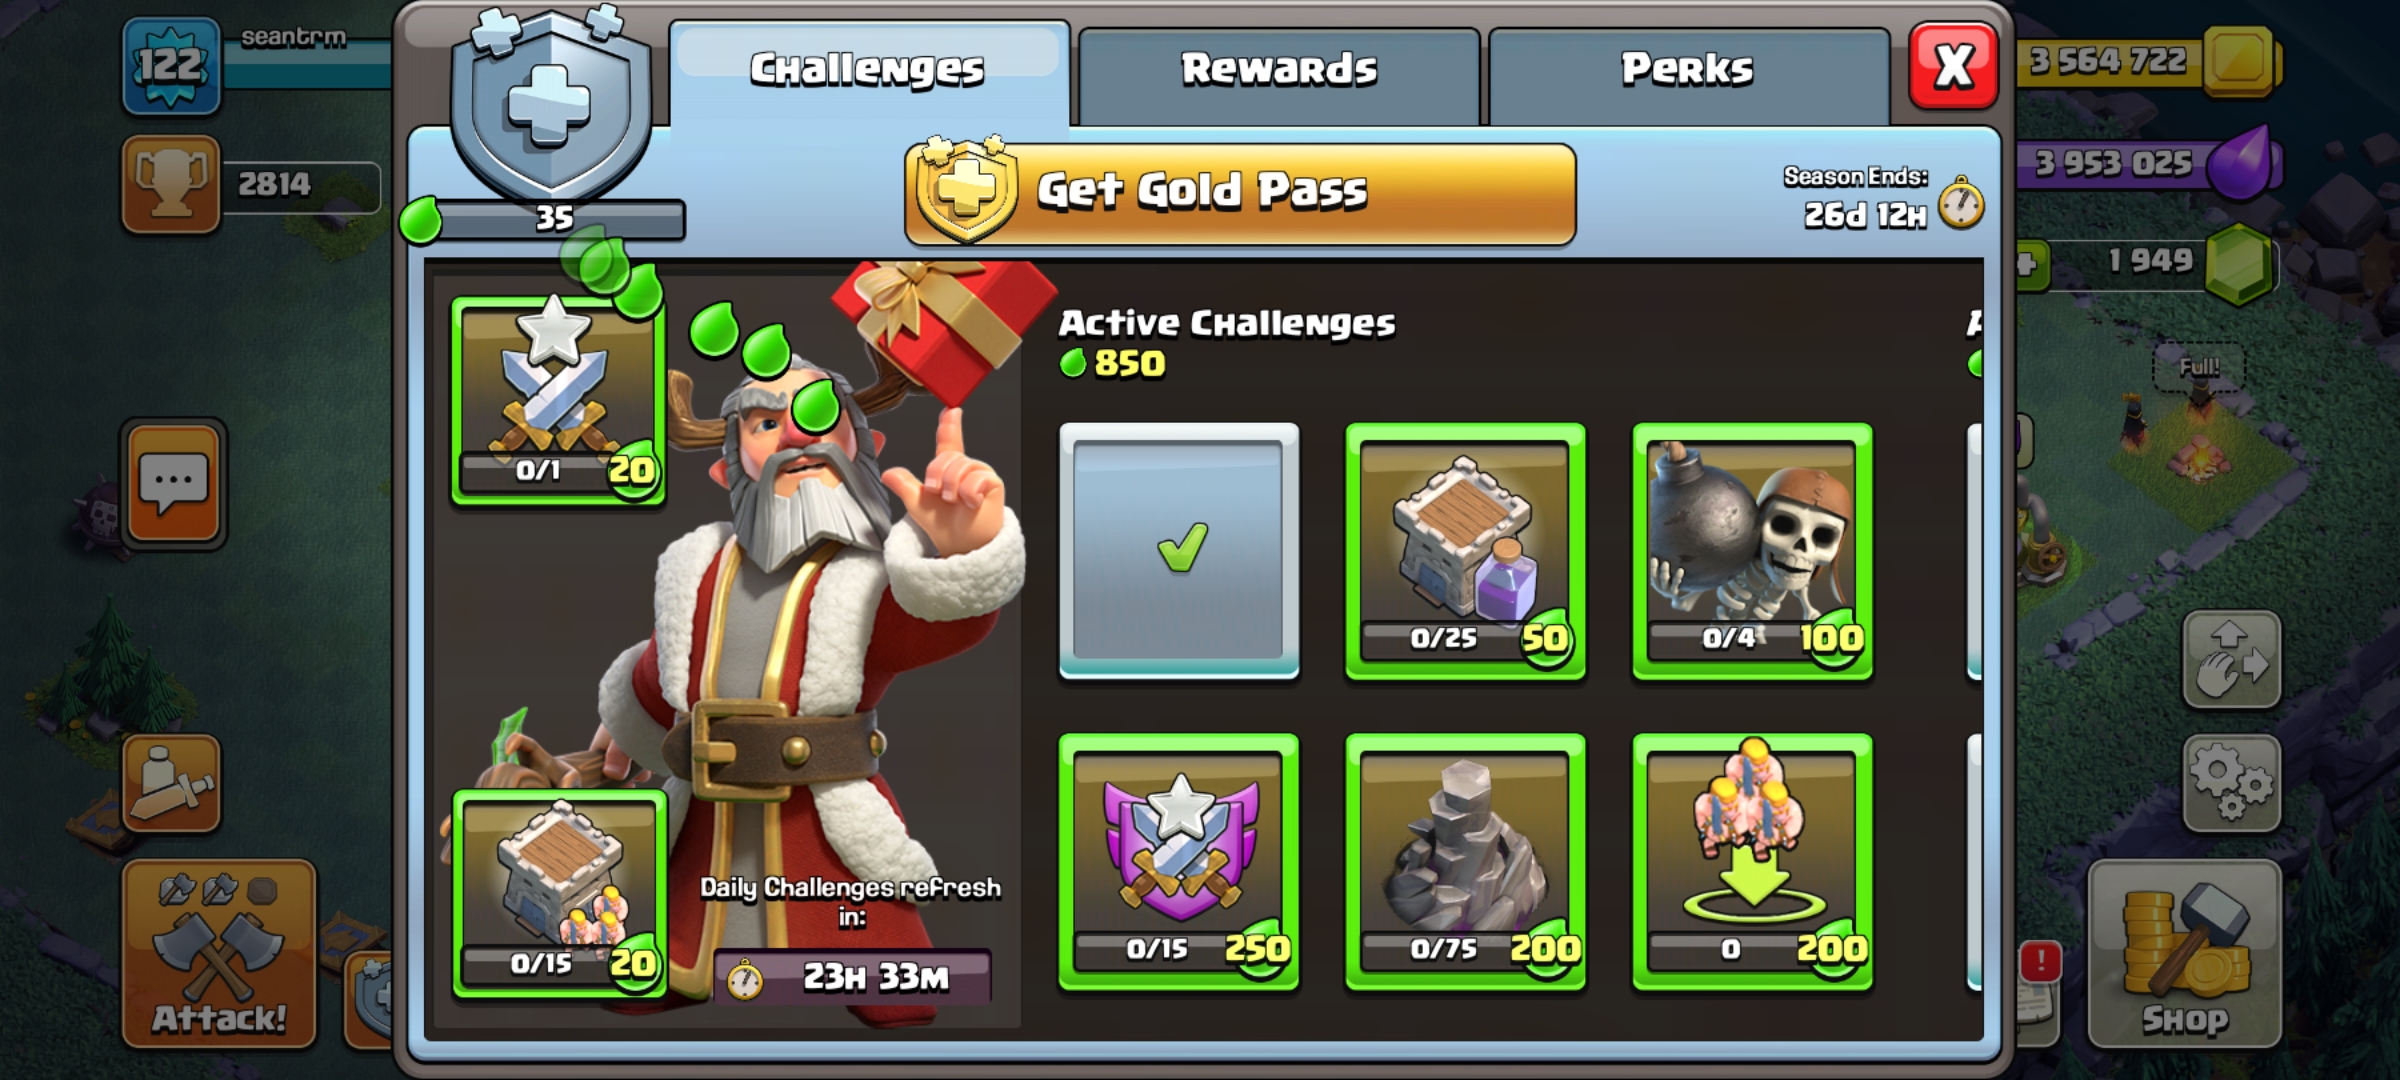 122
seantrm
2814
Challenges
Rewards
Perks
X
3 564 722
3 953 025
1 949
Get Gold Pass
Season Ends:
26d 12H
35
Active Challenges
850
Full!
0/1
20
0/25
50
0/4
100
0/15
20
Daily Challenges refresh
in:
23H 33M
0/15
250
0/75
200
0
200
Attack!
!
Shop